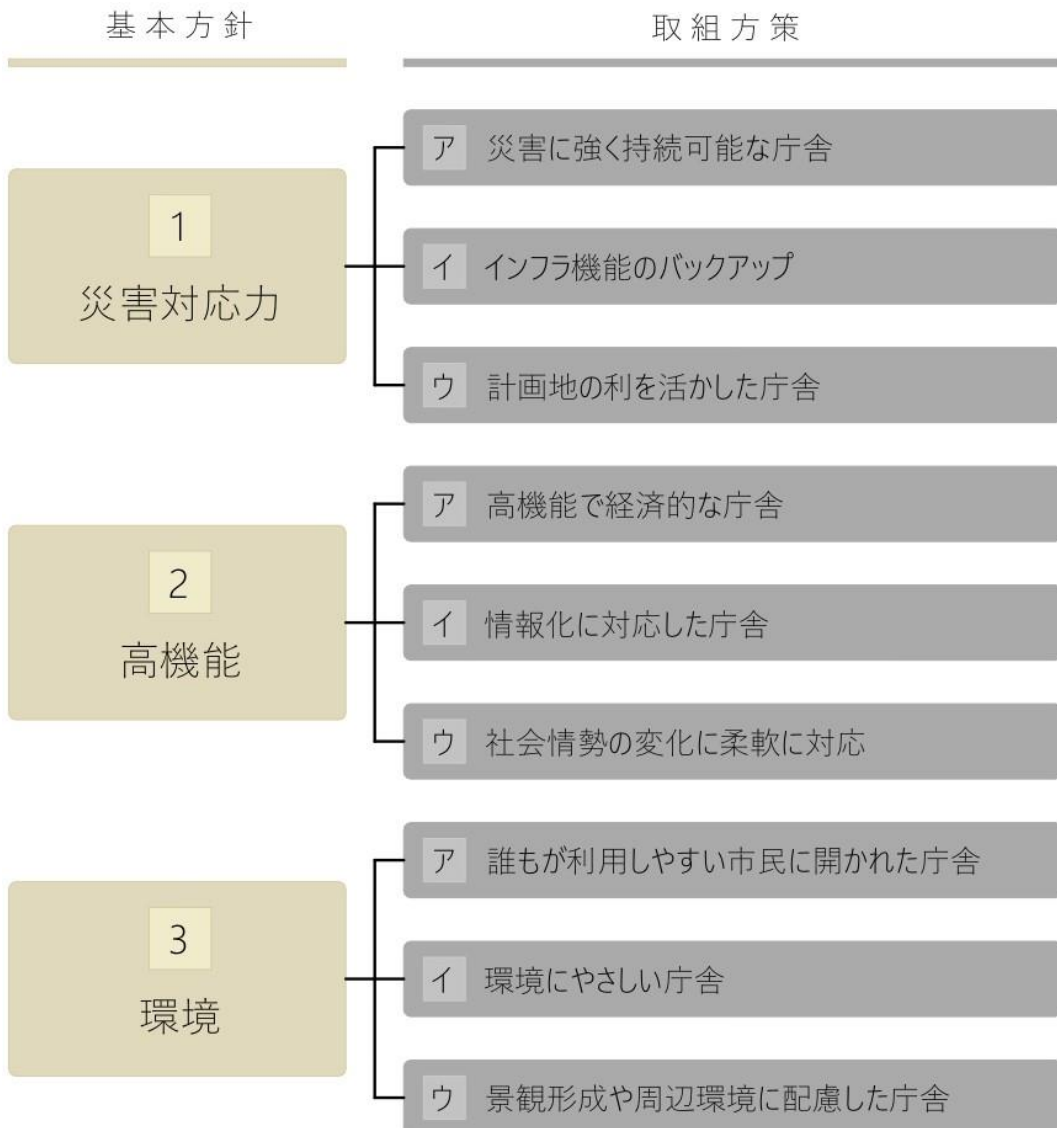 基本方針
取組方策
1
災害対応力
ア 災害に強く持続可能な庁舎
イ インフラ機能のバックアップ
ウ 計画地の利を活かした庁舎
2
高機能
ア 高機能で経済的な庁舎
イ 情報化に対応した庁舎
ウ 社会情勢の変化に柔軟に対応
3
環境
ア 誰もが利用しやすい市民に開かれた庁舎
イ 環境にやさしい庁舎
ウ 景観形成や周辺環境に配慮した庁舎